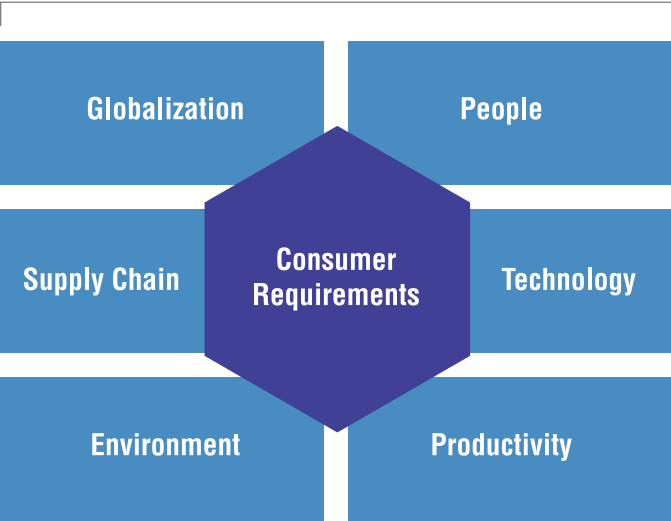 Globalization
People
Supply Chain
Consumer
Requirements
Technology
Environment
Productivity